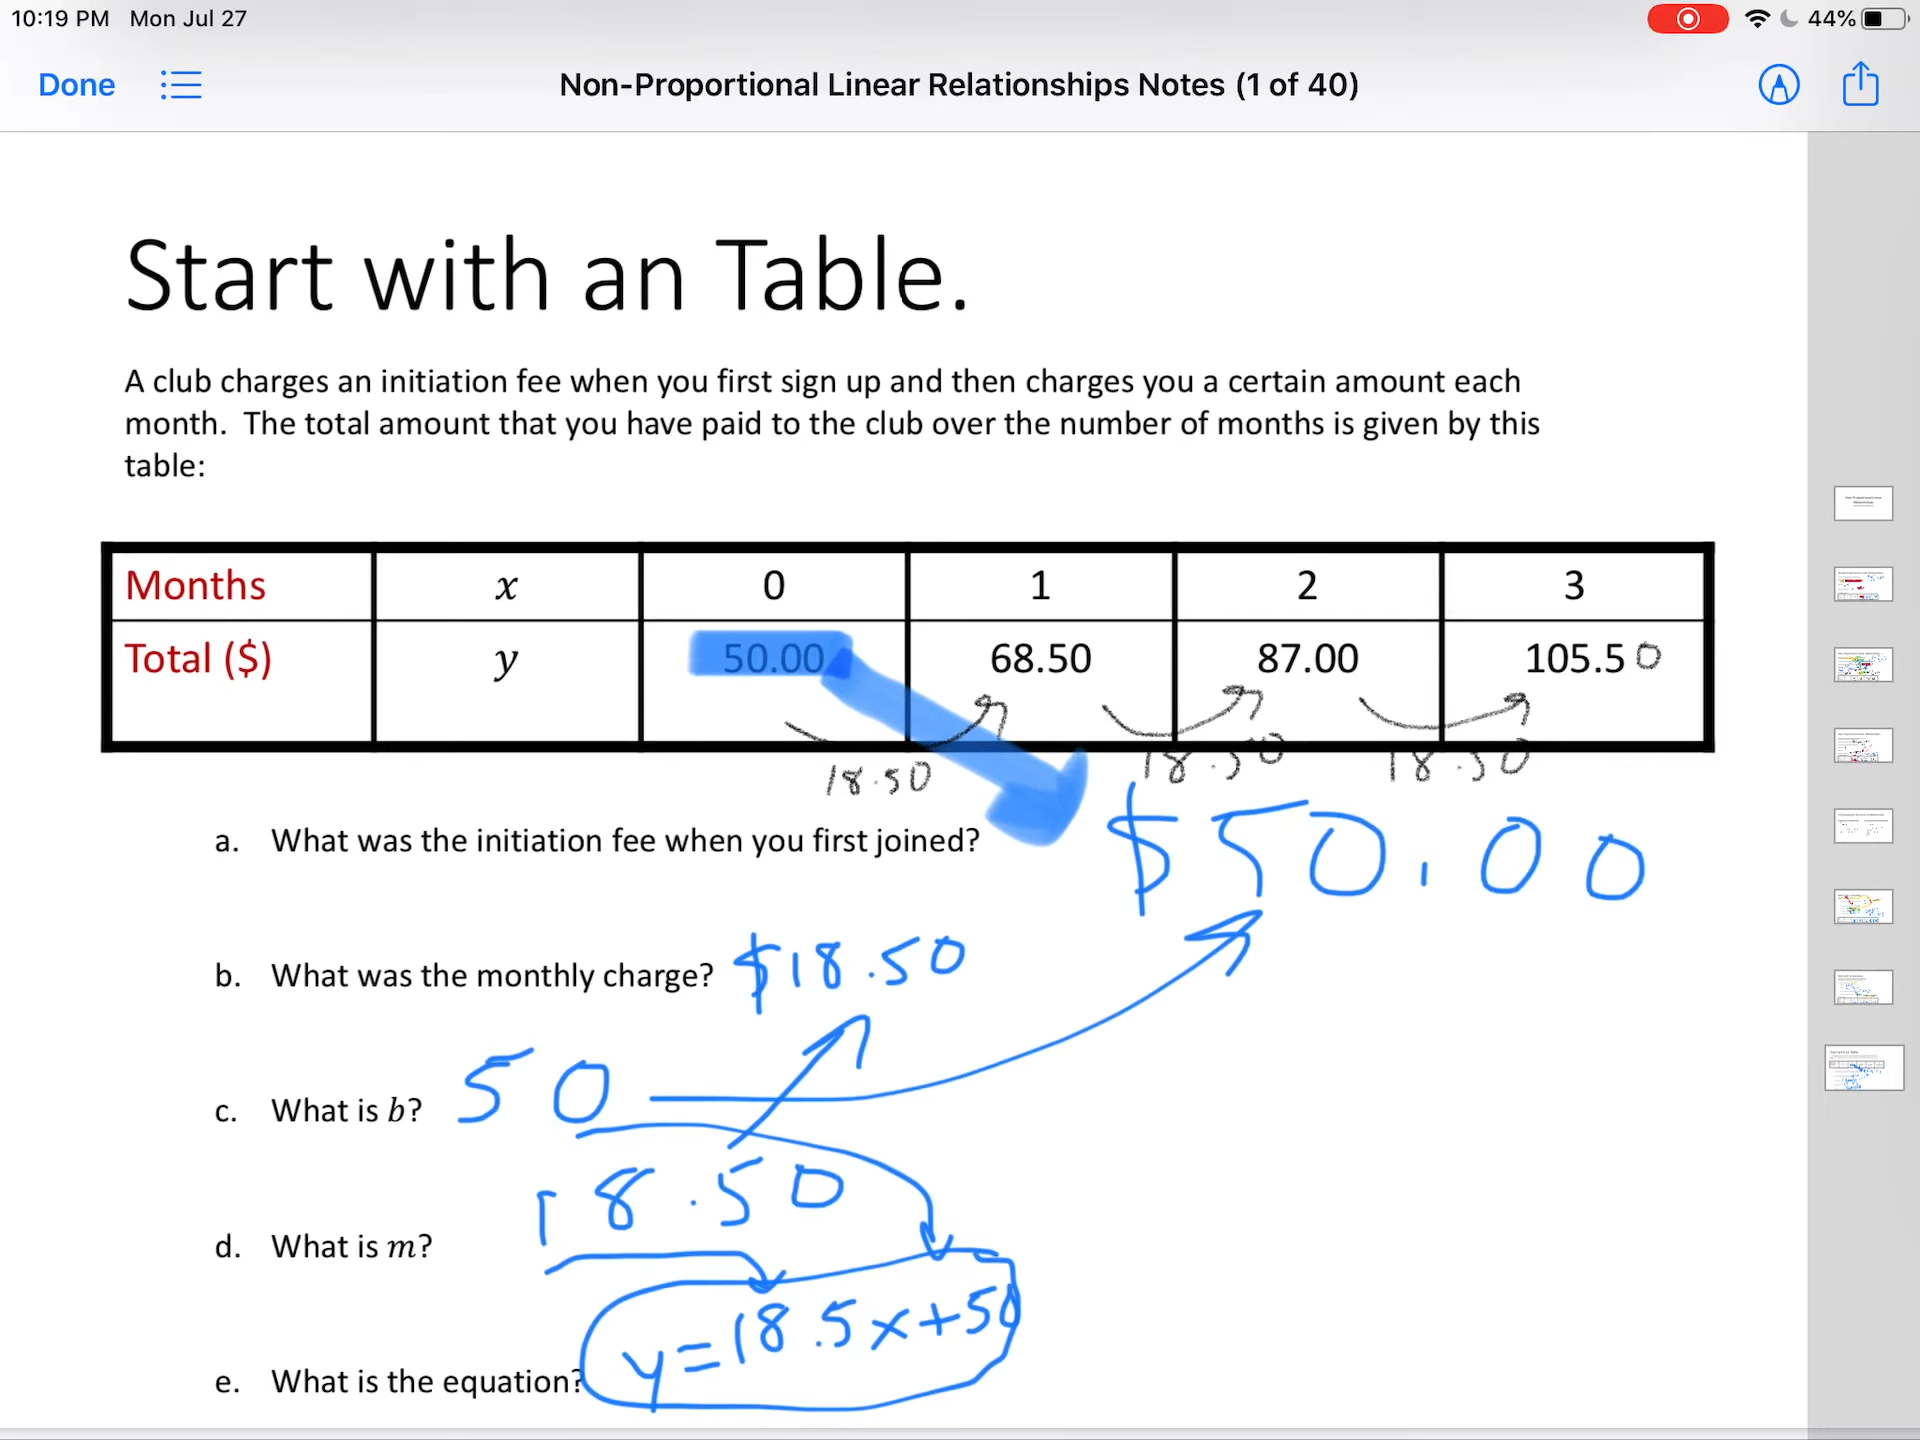 10:19 PM Mon Jul 27
44%
Done
Non-Proportional Linear Relationships Notes (1 of 40)
Start with an Table.
A club charges an initiation fee when you first sign up and then charges you a certain amount each
month. The total amount that you have paid to the club over the number of months is given by this
table:
Months x 0 1 2 3
Total ($) y 50.00 68.50 87.00 105.50
18.50 18.50 18.50
a. What was the initiation fee when you first joined? $50.00
b. What was the monthly charge? $18.50
c. What is b? 50
d. What is m? 18.50
e. What is the equation? y=18.5x+50